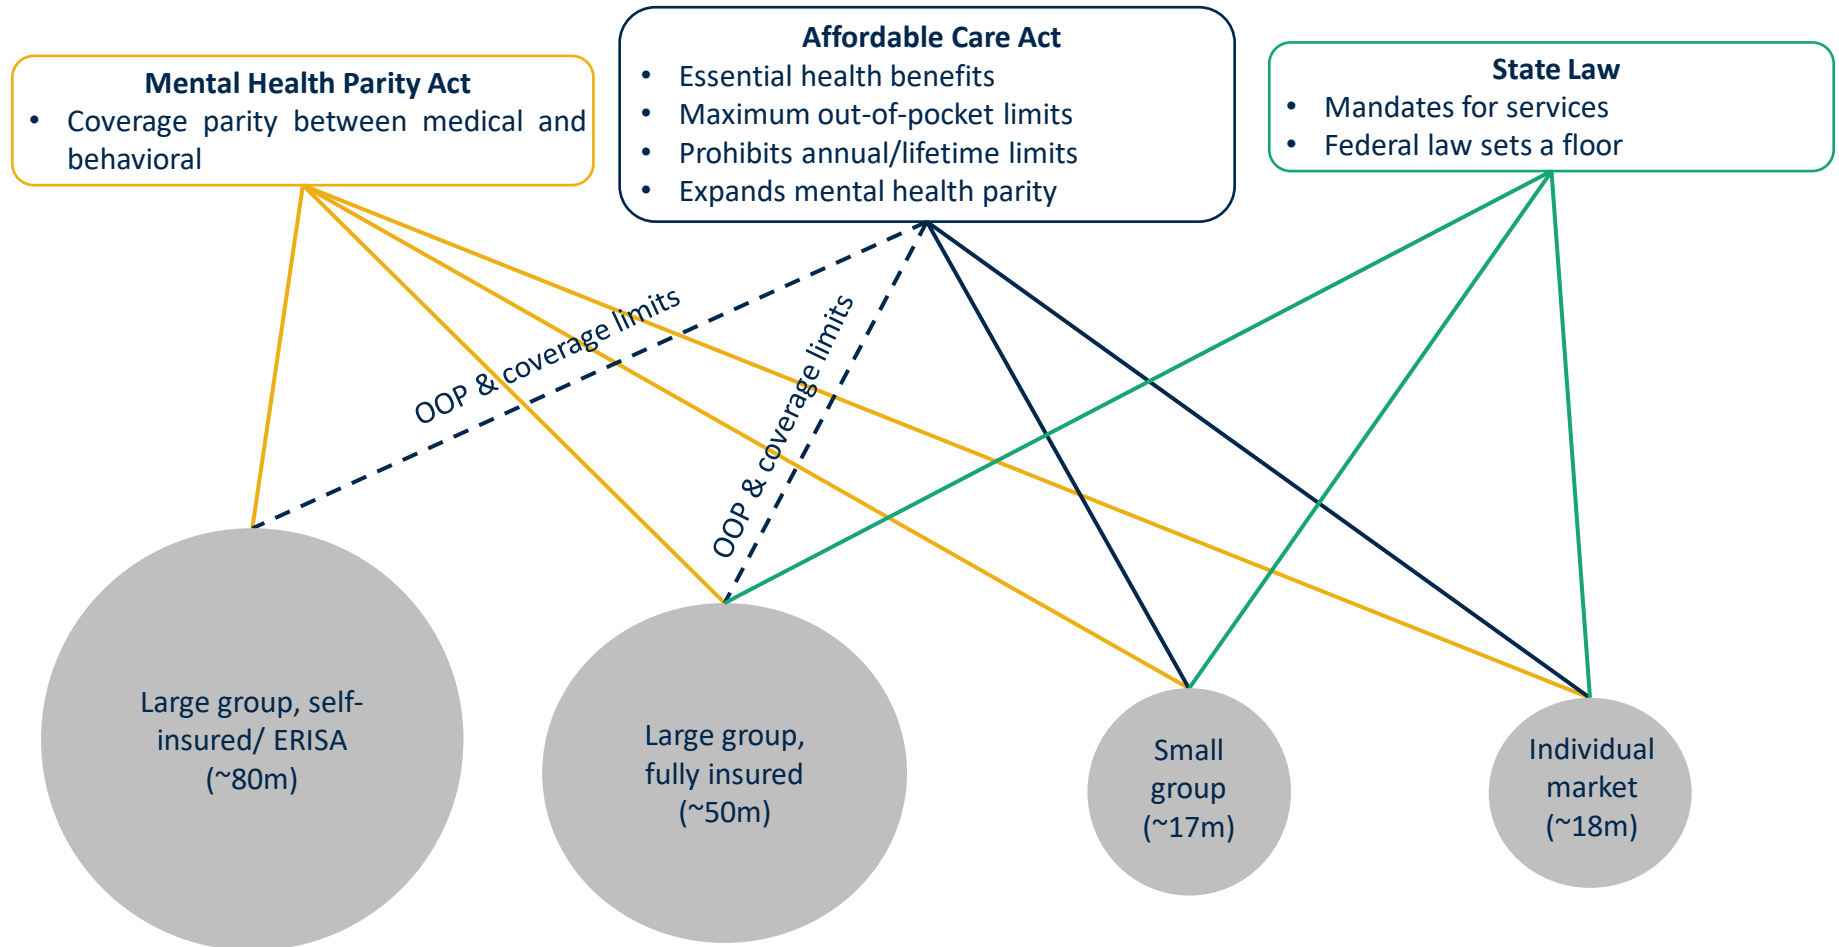 Mental Health Parity Act
• Coverage parity between medical and
behavioral
Affordable Care Act
• Essential health benefits
• Maximum out-of-pocket limits
• Prohibits annual/lifetime limits
• Expands mental health parity
State Law
• Mandates for services
• Federal law sets a floor
OOP & coverage limits
OOP & coverage limits
Large group, self-
insured/ ERISA
(~80m)
Large group,
fully insured
(~50m)
Small
group
(~17m)
Individual
market
(~18m)